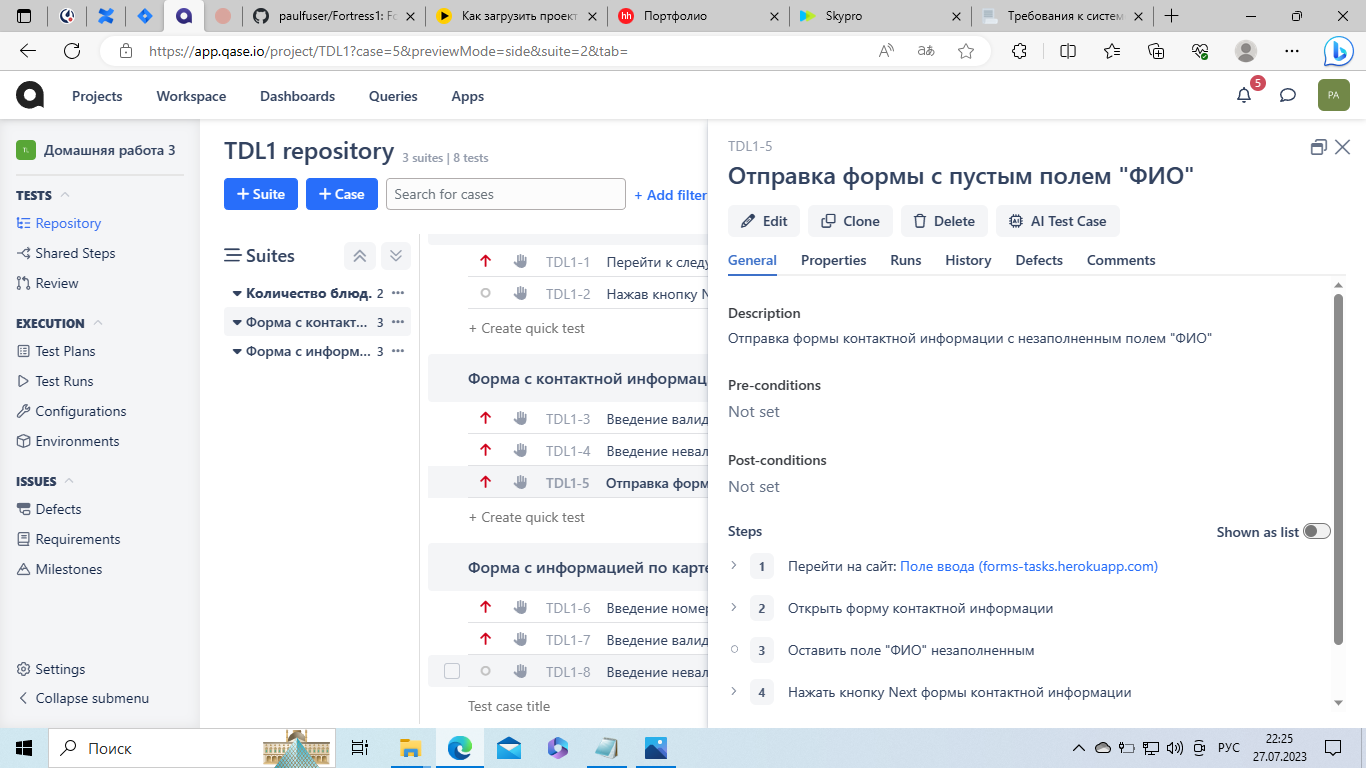 paulfuser/Fortress1: Fo
Как загрузить проект
hh
Портфолио
Skypro
Требования к систем
https://app.qase.io/project/TDL1?case=5&previewMode=side&suite=2&tab=
Projects
Workspace
Dashboards
Queries
Apps
5
PA
Домашняя работа 3
TESTS
Repository
Shared Steps
Review
EXECUTION
Test Plans
Test Runs
Configurations
Environments
ISSUES
Defects
Requirements
Milestones
Settings
Collapse submenu
TDL1 repository
3 suites | 8 tests
+ Suite
+ Case
Search for cases
+ Add filter
Suites
Количество блюд. 2
Форма с контакт... 3
Форма с информ... 3
TDL1-1 Перейти к следу
TDL1-2 Нажав кнопку N
+ Create quick test
Форма с контактной информаци
TDL1-3 Введение валид
TDL1-4 Введение невал
TDL1-5 Отправка форм
+ Create quick test
Форма с информацией по карте
TDL1-6 Введение номер
TDL1-7 Введение валид
TDL1-8 Введение невал
Test case title
TDL1-5
Отправка формы с пустым полем "ФИО"
Edit
Clone
Delete
AI Test Case
General
Properties
Runs
History
Defects
Comments
Description
Отправка формы контактной информации с незаполненным полем "ФИО"
Pre-conditions
Not set
Post-conditions
Not set
Steps
Shown as list
1 Перейти на сайт: Поле ввода (forms-tasks.herokuapp.com)
2 Открыть форму контактной информации
3 Оставить поле "ФИО" незаполненным
4 Нажать кнопку Next формы контактной информации
Поиск
РУС
22:25
27.07.2023